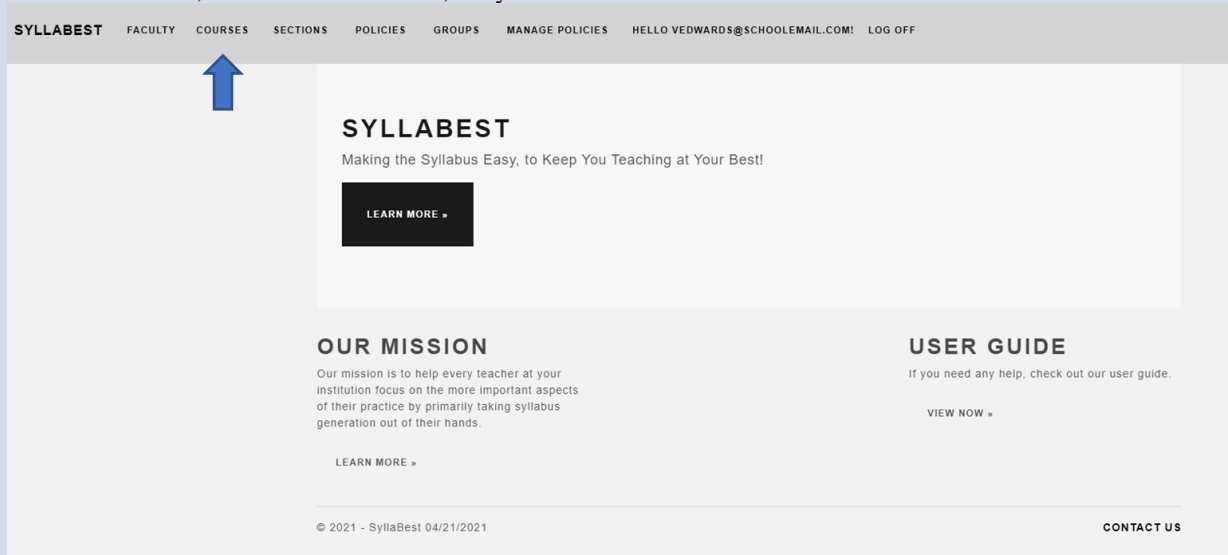 SYLLABEST FACULTY COURSES SECTIONS POLICIES GROUPS MANAGE POLICIES HELLO VEDWARDS@SCHOOLEMAIL.COM! LOG OFF
SYLLABEST
Making the Syllabus Easy, to Keep You Teaching at Your Best!
LEARN MORE »
OUR MISSION
Our mission is to help every teacher at your
institution focus on the more important aspects
of their practice by primarily taking syllabus
generation out of their hands.
LEARN MORE »
USER GUIDE
If you need any help, check out our user guide.
VIEW NOW »
© 2021 - SyllaBest 04/21/2021
CONTACT US